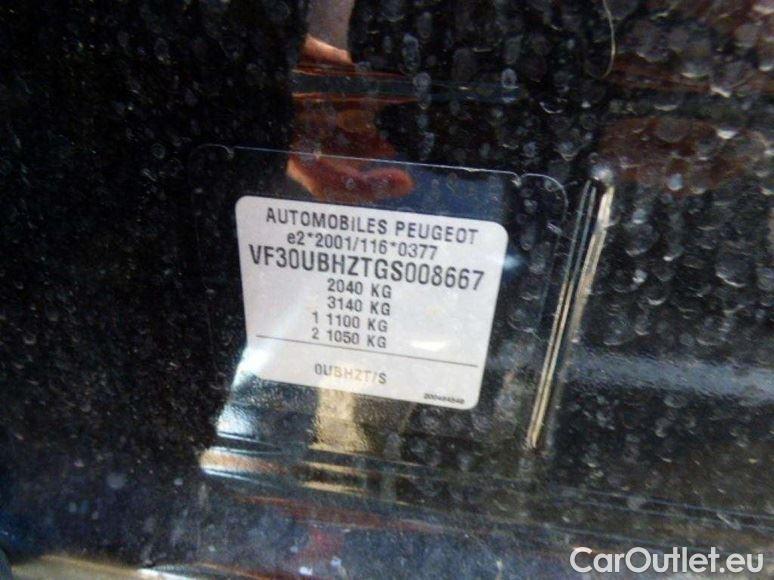 AUTOMOBILES PEUGEOT
e2*2001/116*0377
VF30UBHZTGS008667
2040 KG
3140 KG
1 1100 KG
2 1050 KG
0UBHZT/S
CarOutlet.eu